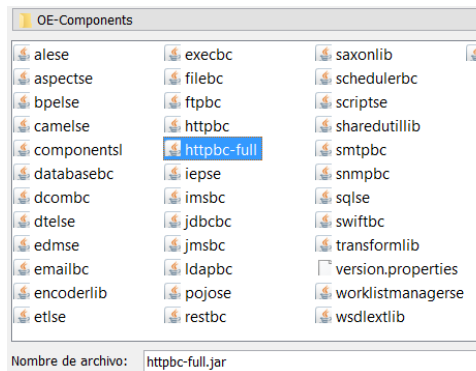 OE-Components
alese
aspectse
bpelse
camelse
componentsl
databasebc
dcombc
dtelse
edmse
emailbc
encoderlib
etlse
execbc
filebc
ftpbc
httpbc
httpbc-full
iepse
imsbc
jdbcbc
jmsbc
ldapbc
pojose
restbc
saxonlib
schedulerbc
scriptse
sharedutillib
smtpbc
snmpbc
sqlse
swiftbc
transformlib
version.properties
worklistmanagerse
wsdlextlib
Nombre de archivo: httpbc-full.jar